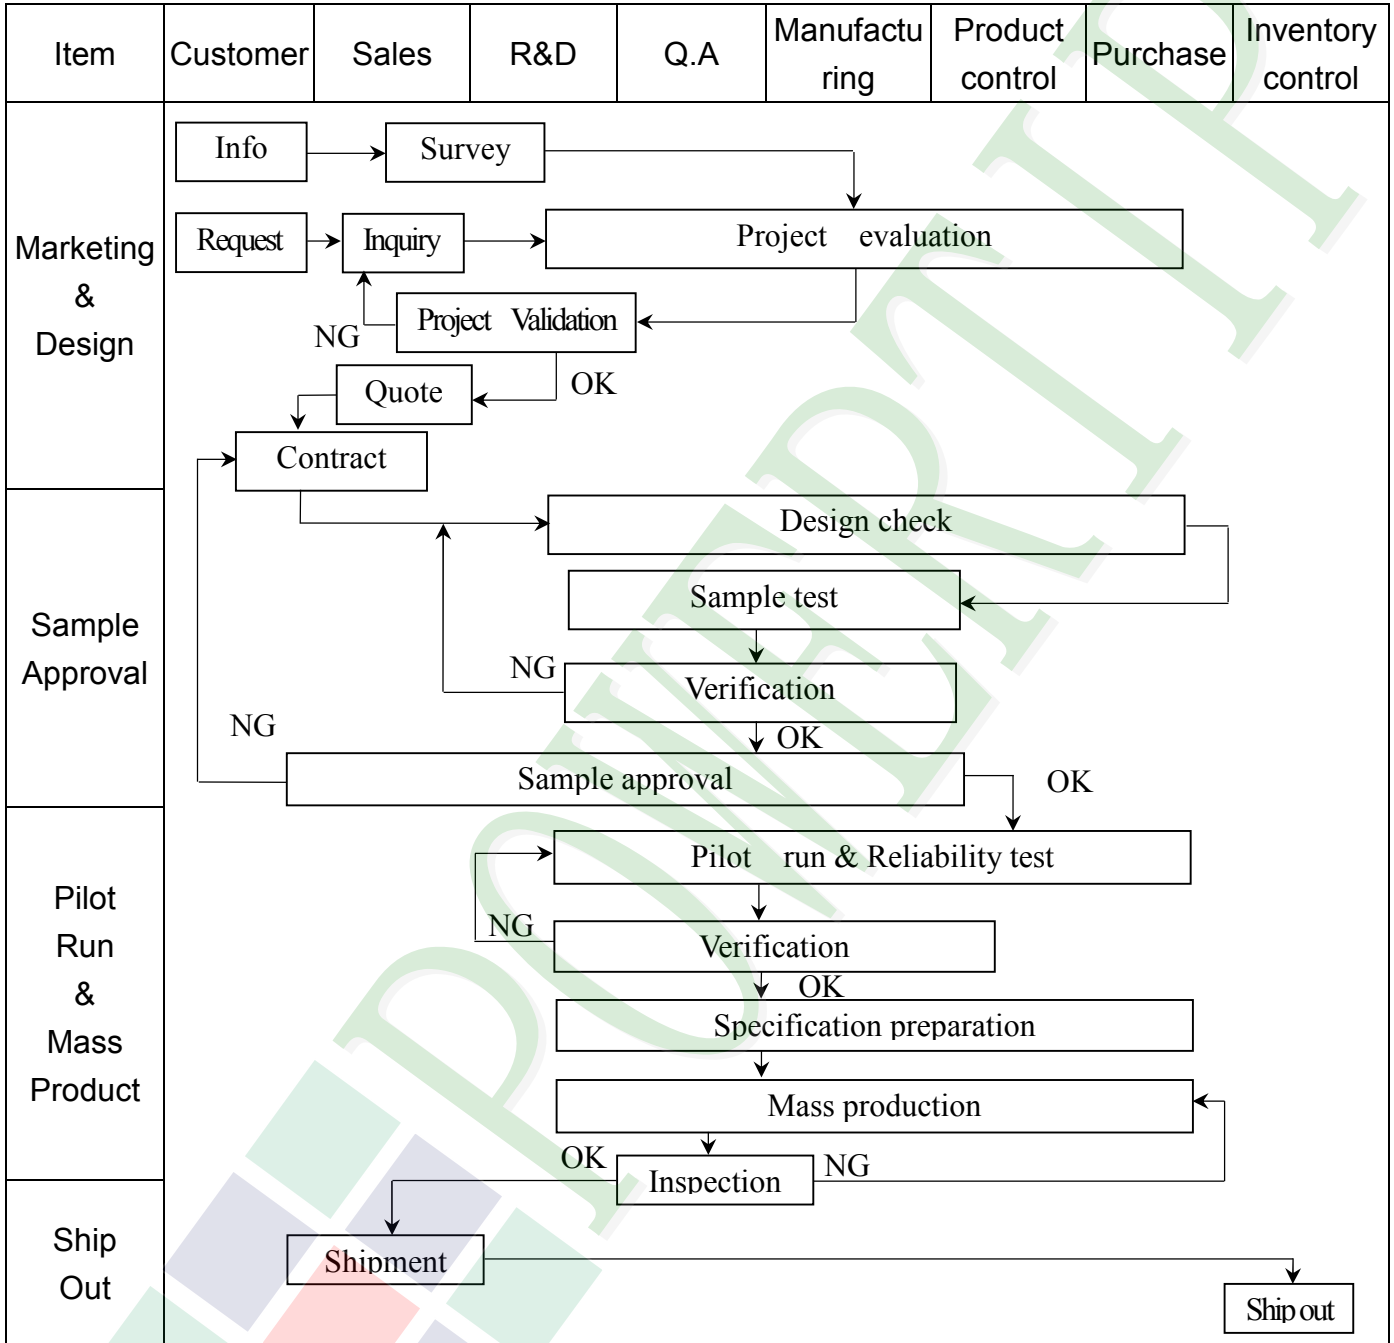 Item
Customer
Sales
R&D
Q.A
Manufactu
ring
Product
control
Purchase
Inventory
control
Marketing
&
Design
Info
Survey
Request
Inquiry
Project evaluation
Project Validation
NG
OK
Quote
Contract
Sample
Approval
Design check
Sample test
NG
Verification
OK
NG
Sample approval
OK
Pilot
Run
&
Mass
Product
Pilot run & Reliability test
NG
Verification
OK
Specification preparation
Mass production
OK
Inspection
NG
Ship
Out
Shipment
Ship out
POWERTIP